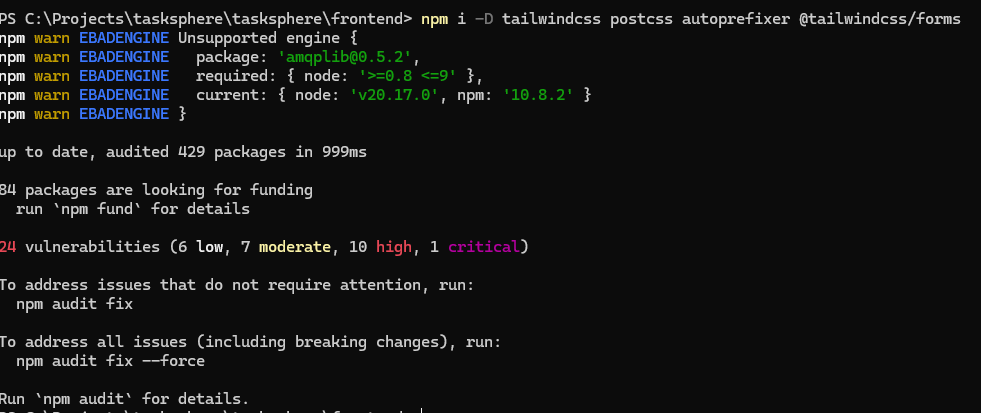 PS C:\Projects\tasksphere\tasksphere\frontend> npm i -D tailwindcss postcss autoprefixer @tailwindcss/forms
npm warn EBADENGINE Unsupported engine {
npm warn EBADENGINE   package: 'amqplib@0.5.2',
npm warn EBADENGINE   required: { node: '>=0.8 <=9' },
npm warn EBADENGINE   current: { node: 'v20.17.0', npm: '10.8.2' }
npm warn EBADENGINE }
up to date, audited 429 packages in 999ms
84 packages are looking for funding
  run `npm fund` for details
24 vulnerabilities (6 low, 7 moderate, 10 high, 1 critical)
To address issues that do not require attention, run:
  npm audit fix
To address all issues (including breaking changes), run:
  npm audit fix --force
Run `npm audit` for details.